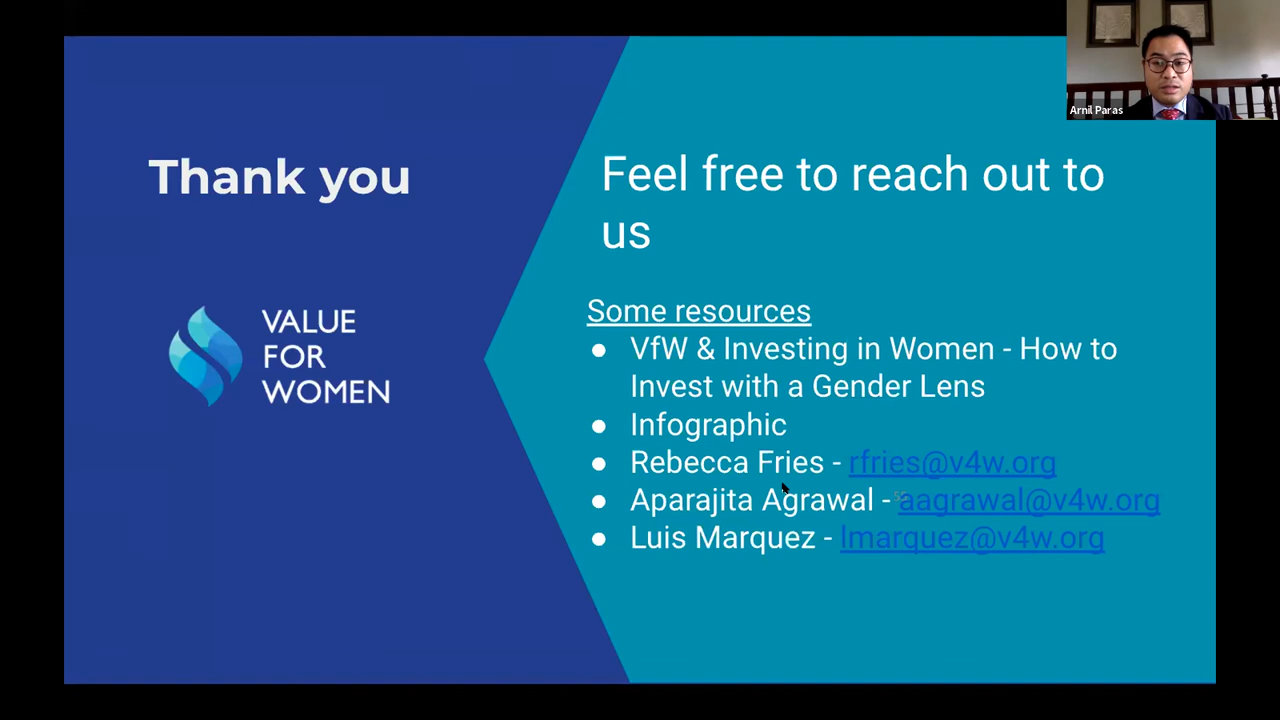 Arnil Paras
Thank you
VALUE
FOR
WOMEN
Feel free to reach out to
us
Some resources
● VfW & Investing in Women - How to
Invest with a Gender Lens
● Infographic
● Rebecca Fries - rfries@v4w.org
● Aparajita Agrawal - aagrawal@v4w.org
● Luis Marquez - lmarquez@v4w.org